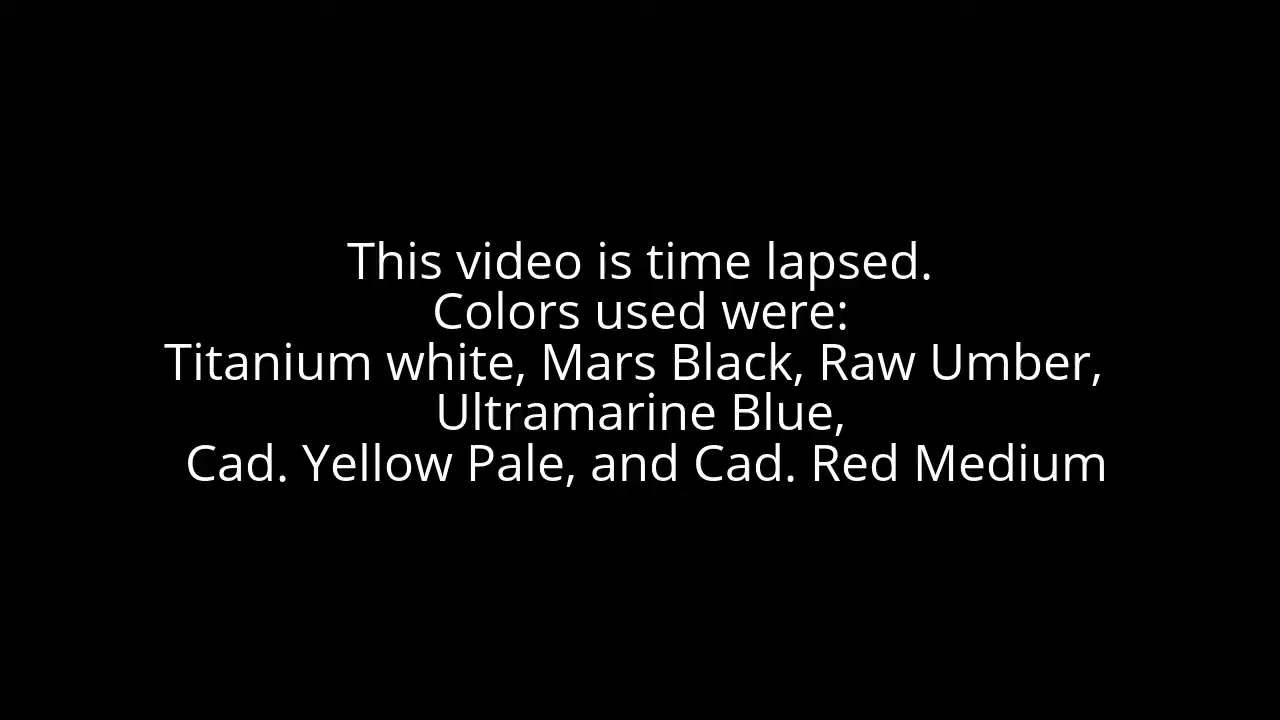 This video is time lapsed.
Colors used were:
Titanium white, Mars Black, Raw Umber,
Ultramarine Blue,
Cad. Yellow Pale, and Cad. Red Medium